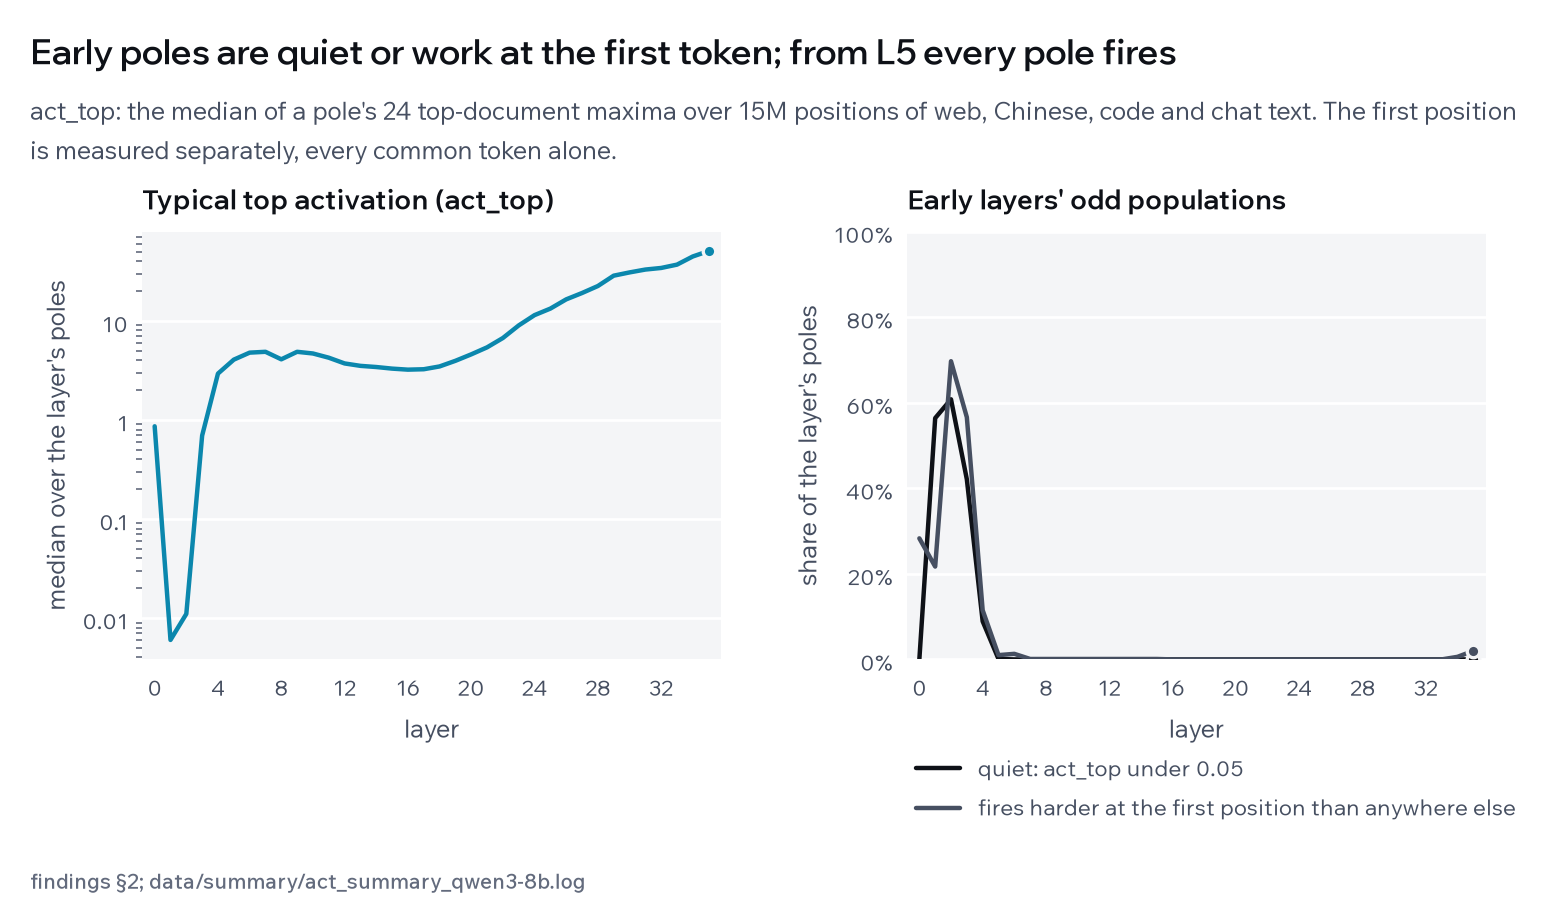 Early poles are quiet or work at the first token; from L5 every pole fires
act_top: the median of a pole's 24 top-document maxima over 15M positions of web, Chinese, code and chat text. The first position
is measured separately, every common token alone.
Typical top activation (act_top)
median over the layer's poles
10
1
0.1
0.01
0 4 8 12 16 20 24 28 32
layer
Early layers' odd populations
share of the layer's poles
100%
80%
60%
40%
20%
0%
0 4 8 12 16 20 24 28 32
layer
quiet: act_top under 0.05
fires harder at the first position than anywhere else
findings §2; data/summary/act_summary_qwen3-8b.log